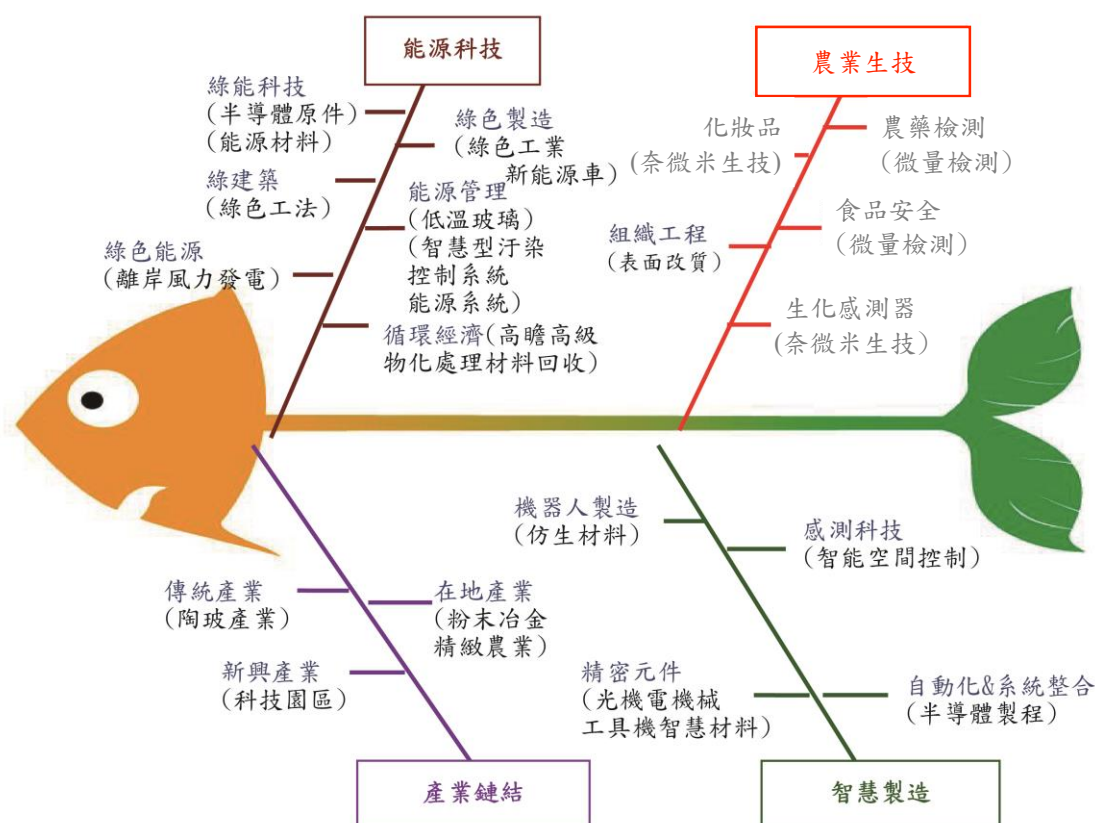 能源科技
綠能科技
(半導體原件)
(能源材料)
綠色製造
(綠色工業
新能源車)
綠建築
(綠色工法)
能源管理
(低溫玻璃)
(智慧型汙染
控制系統
能源系統)
綠色能源
(離岸風力發電)
循環經濟(高瞻高級
物化處理材料回收)
農業生技
化妝品
(奈微米生技)
農藥檢測
(微量檢測)
組織工程
(表面改質)
食品安全
(微量檢測)
生化感測器
(奈微米生技)
傳統產業
(陶玻產業)
在地產業
(粉末冶金
精緻農業)
新興產業
(科技園區)
產業鏈結
機器人製造
(仿生材料)
感測科技
(智能空間控制)
精密元件
(光機電機械
工具機智慧材料)
自動化&系統整合
(半導體製程)
智慧製造